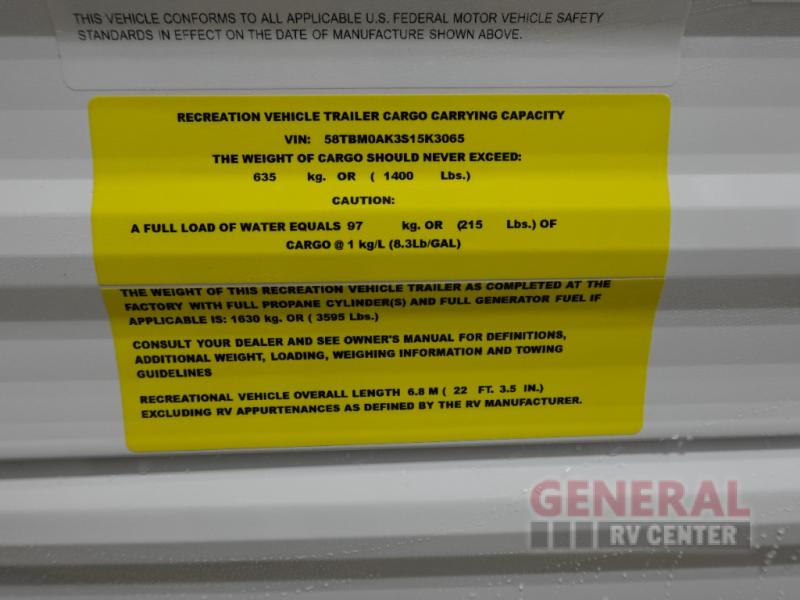 THIS VEHICLE CONFORMS TO ALL APPLICABLE U.S. FEDERAL MOTOR VEHICLE SAFETY
STANDARDS IN EFFECT ON THE DATE OF MANUFACTURE SHOWN ABOVE.
RECREATION VEHICLE TRAILER CARGO CARRYING CAPACITY
VIN: 58TBM0AK3S15K3065
THE WEIGHT OF CARGO SHOULD NEVER EXCEED:
635 kg. OR ( 1400 Lbs.)
CAUTION:
A FULL LOAD OF WATER EQUALS 97 kg. OR (215 Lbs.) OF
CARGO @ 1 kg/L (8.3Lb/GAL)
THE WEIGHT OF THIS RECREATION VEHICLE TRAILER AS COMPLETED AT THE
FACTORY WITH FULL PROPANE CYLINDER(S) AND FULL GENERATOR FUEL IF
APPLICABLE IS: 1630 kg. OR ( 3595 Lbs.)
CONSULT YOUR DEALER AND SEE OWNER'S MANUAL FOR DEFINITIONS,
ADDITIONAL WEIGHT, LOADING, WEIGHING INFORMATION AND TOWING
GUIDELINES
RECREATIONAL VEHICLE OVERALL LENGTH 6.8 M ( 22 FT. 3.5 IN.)
EXCLUDING RV APPURTENANCES AS DEFINED BY THE RV MANUFACTURER.
GENERAL
RV CENTER